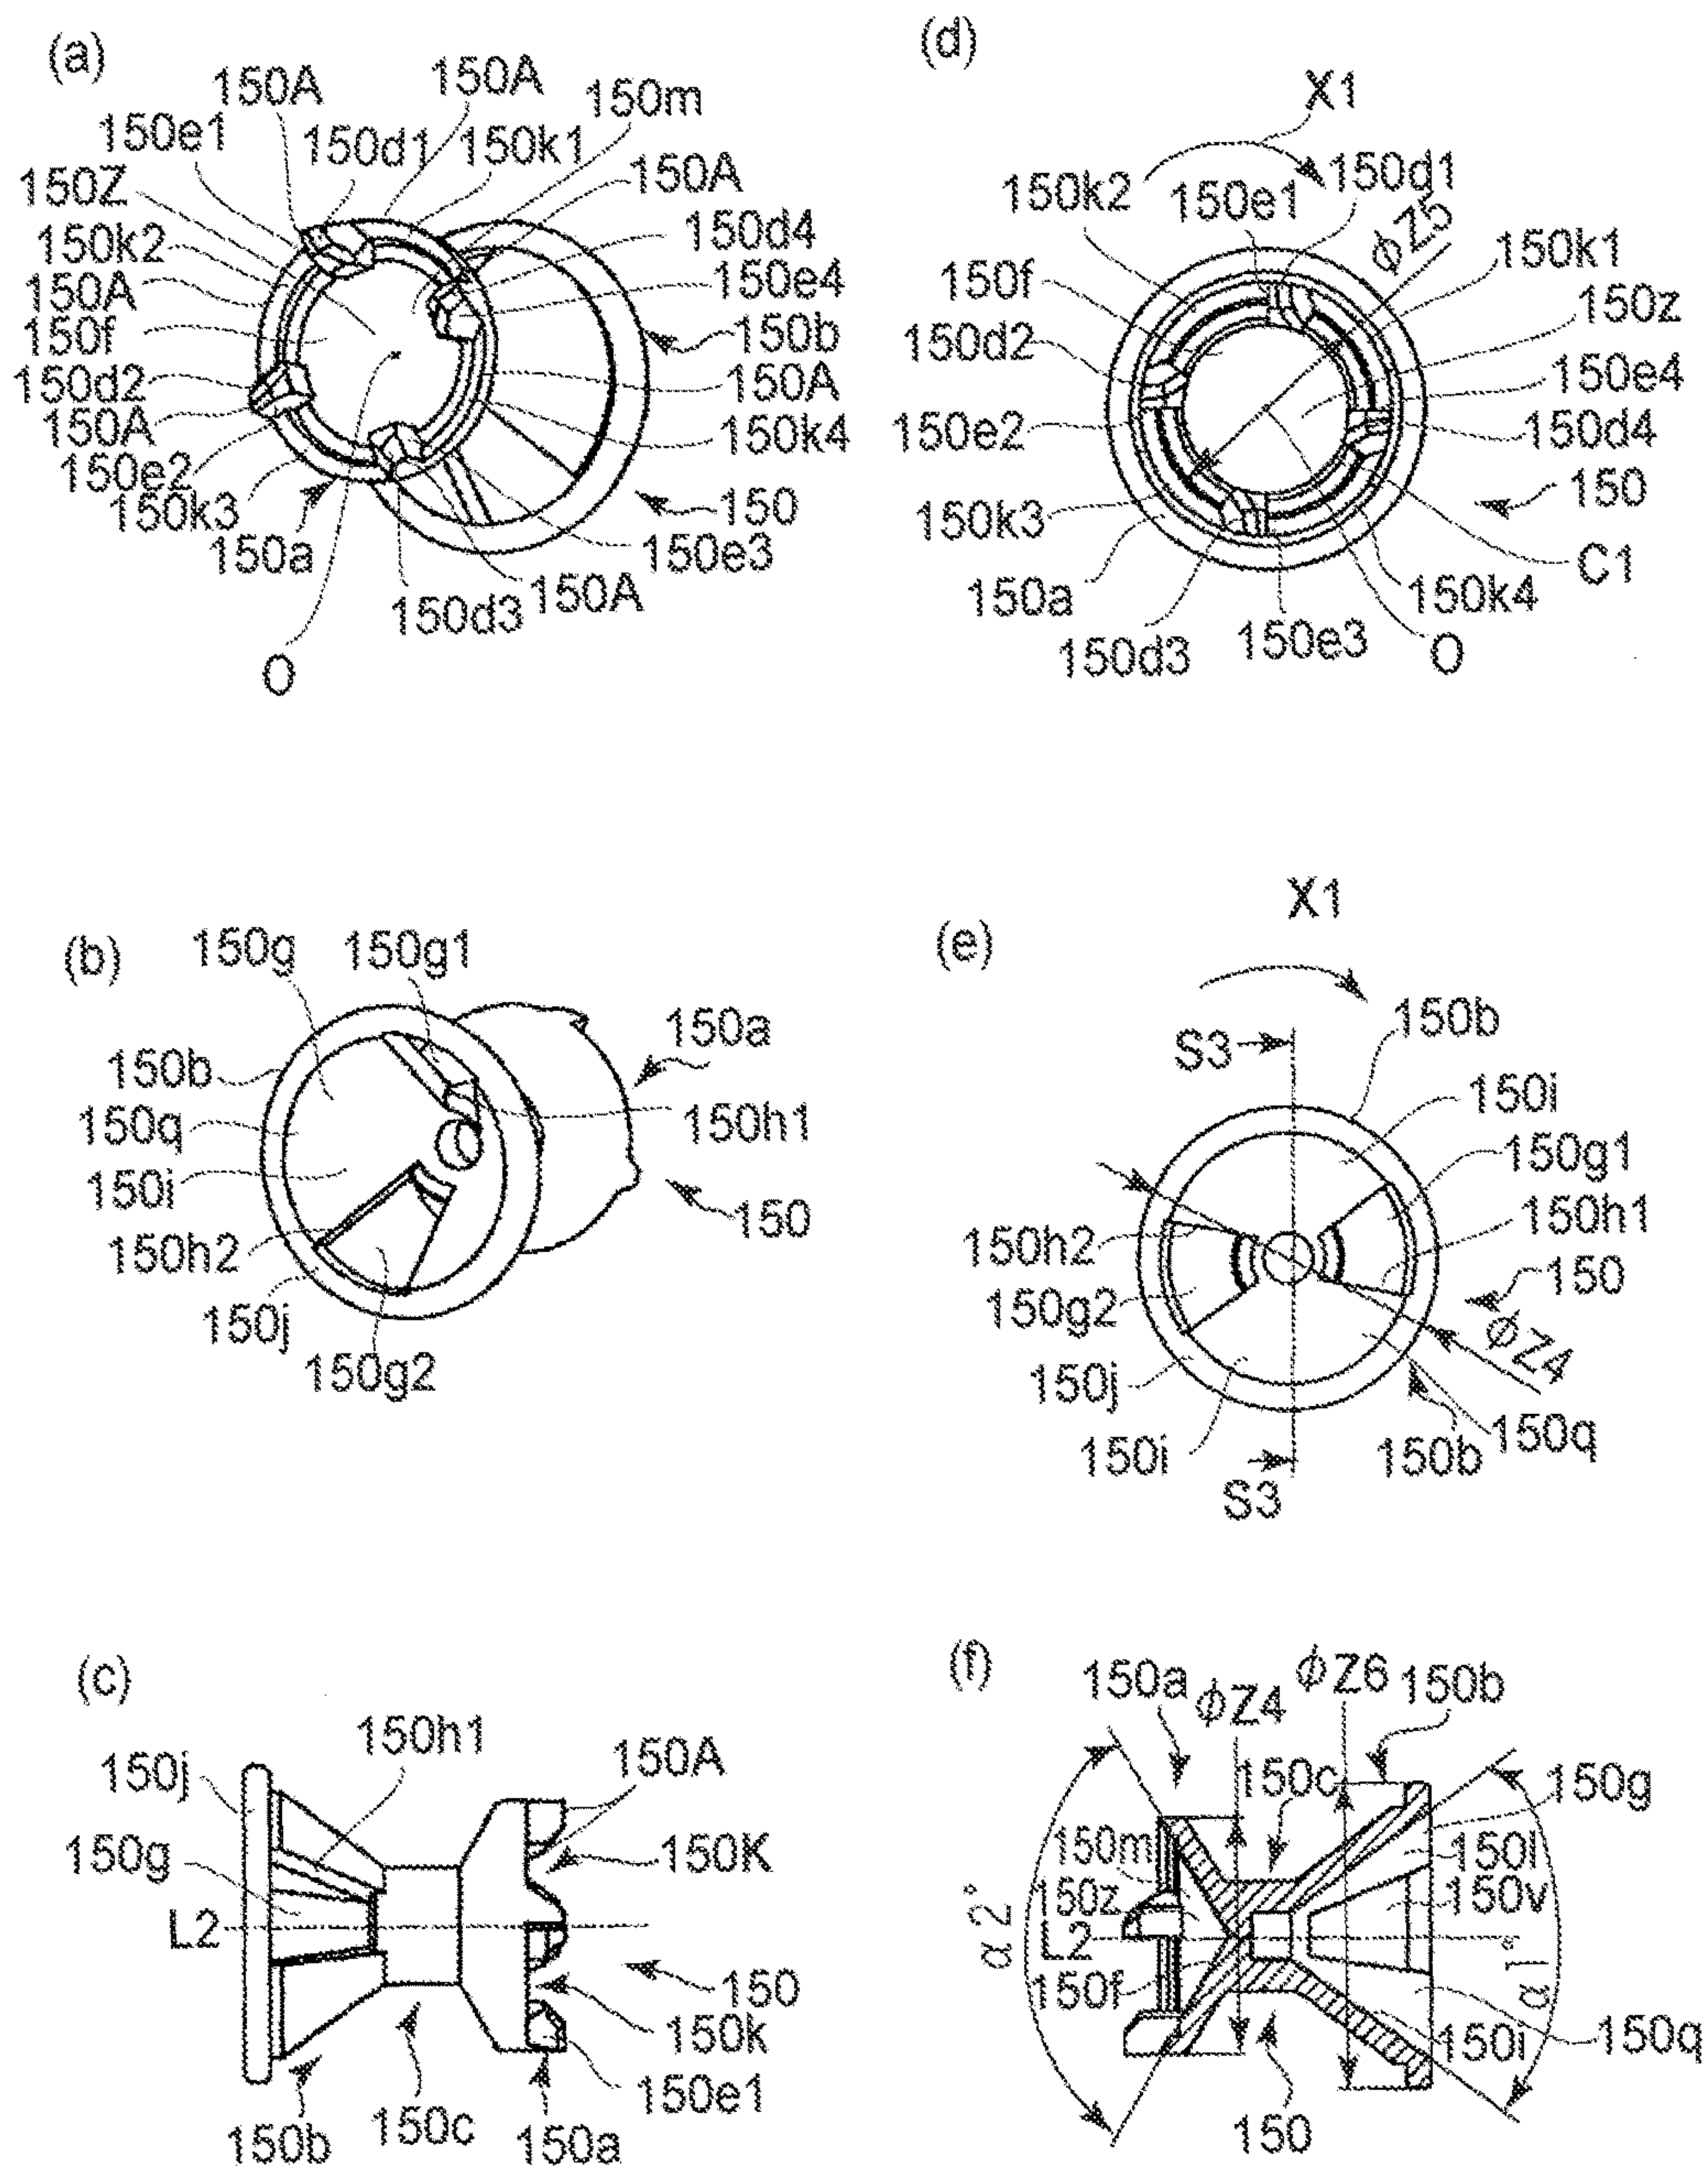 (a)
150A
150A
150m
150e1
150d1
150k1
150Z
150A
150k2
150d4
150A
150e4
150f
150b
150d2
150A
150A
150k4
150e2
150k3
150
150a
150e3
150d3
150A
O
(d)
X1
150k2
150e1
150d1
φZ5
150f
150k1
150z
150d2
150e4
150e2
150d4
150k3
150
150a
C1
150k4
150d3
150e3
O
(b)
150g
150g1
150a
150b
150q
150h1
150i
150
150h2
150j
150g2
(e)
X1
S3
150b
150i
150g1
150h2
150h1
150
150g2
φZ4
150j
150i
150b
150q
S3
(c)
150j
150h1
150A
150g
150K
L2
150
150k
150e1
150b
150c
150a
(f)
150a
φZ4
φZ6
150b
150c
150g
150m
150l
150z
150v
α2°
L2
α1°
150f
150i
150q
150